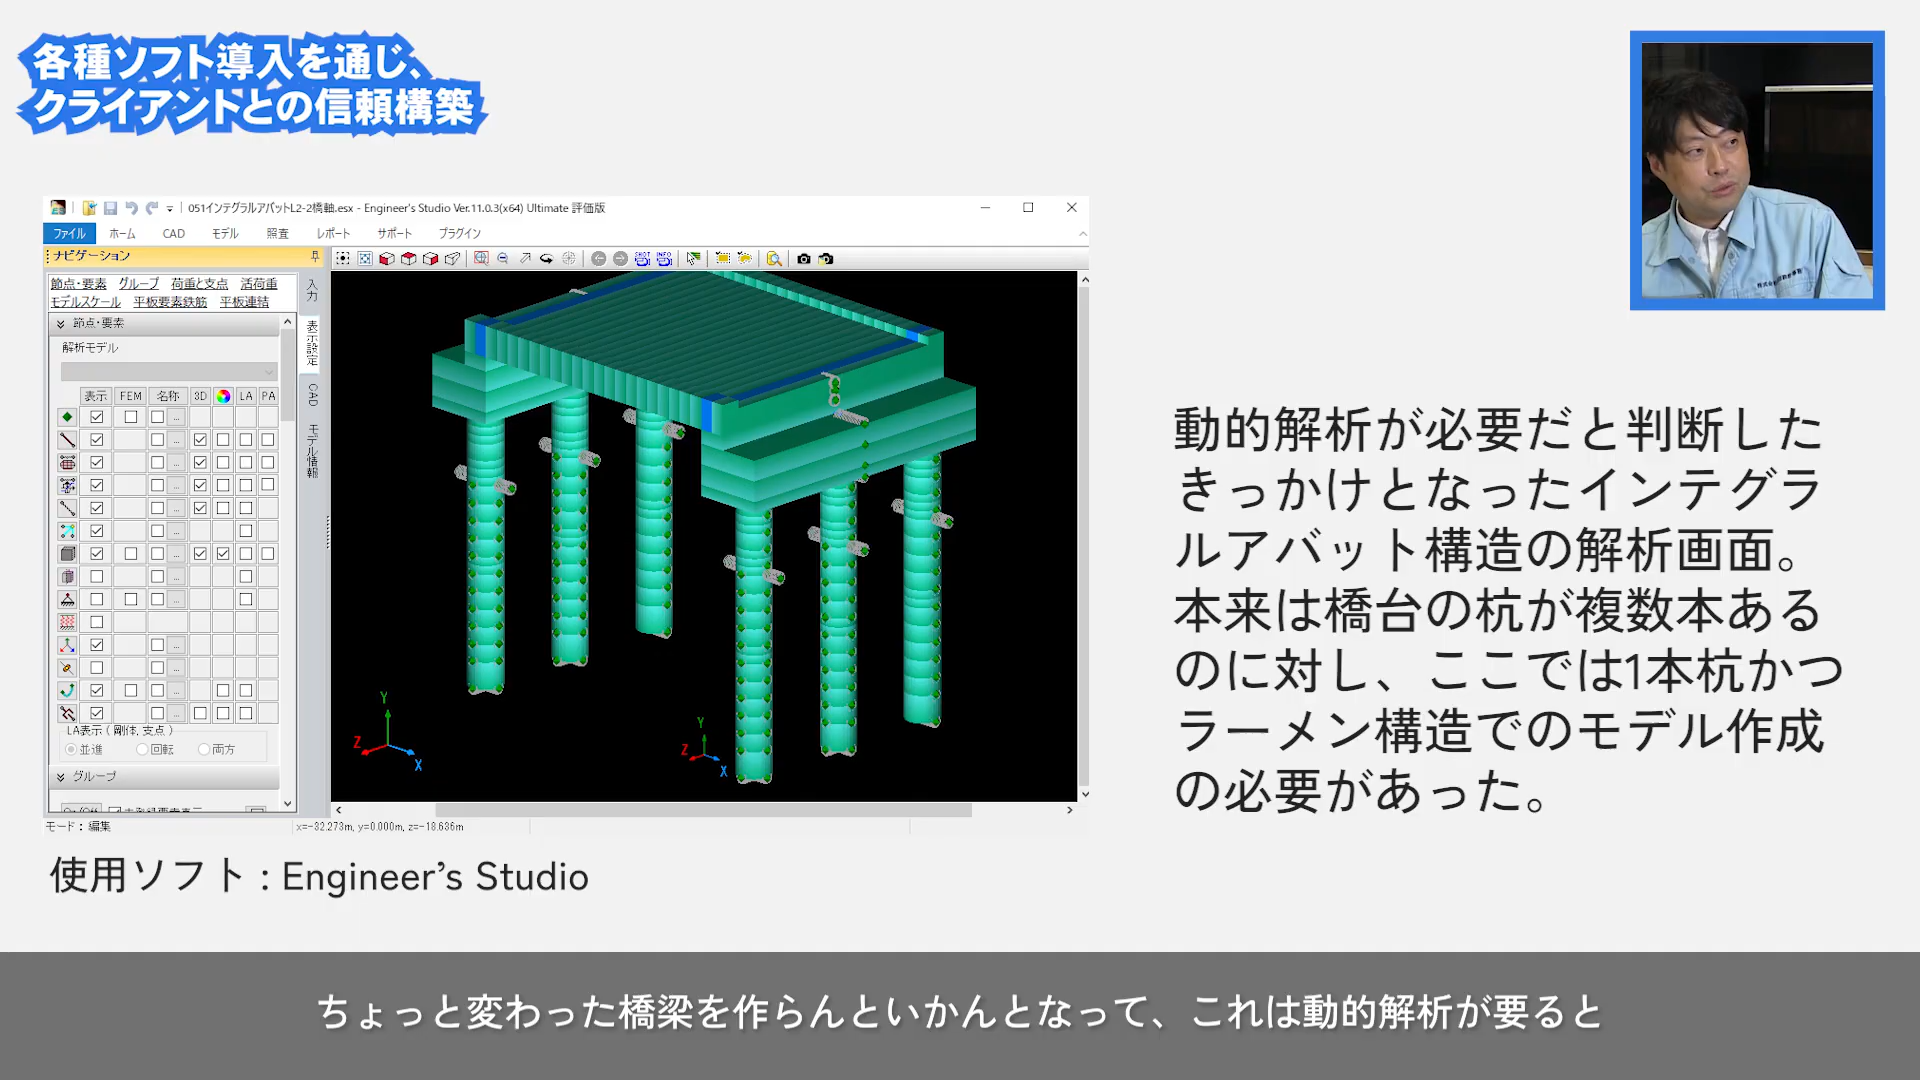 各種ソフト導入を通じ、
クライアントとの信頼構築
051インテグラルアバットL2-2橋軸.esx - Engineer's Studio Ver.11.0.3(x64) Ultimate 評価版
ファイル ホーム CAD モデル 照査 レポート サポート プラグイン
ナビゲーション
節点・要素 グループ 荷重と支点 活荷重
モデルスケール 平板要素鉄筋 平板連結
節点・要素
解析モデル
表示 FEM 名称 3D LA PA
LA表示 ( 剛体, 支点 )
並進 回転 両方
グループ
入力
表示設定
CAD
モデル情報
SHOT INFO
Y
Z
X
Y
Z
X
モード : 編集
x=-32.273m, y=0.000m, z=-18.636m
使用ソフト : Engineer’s Studio
動的解析が必要だと判断した
きっかけとなったインテグラ
ルアバット構造の解析画面。
本来は橋台の杭が複数本ある
のに対し、ここでは1本杭かつ
ラーメン構造でのモデル作成
の必要があった。
ちょっと変わった橋梁を作らんといかんとなって、これは動的解析が要ると